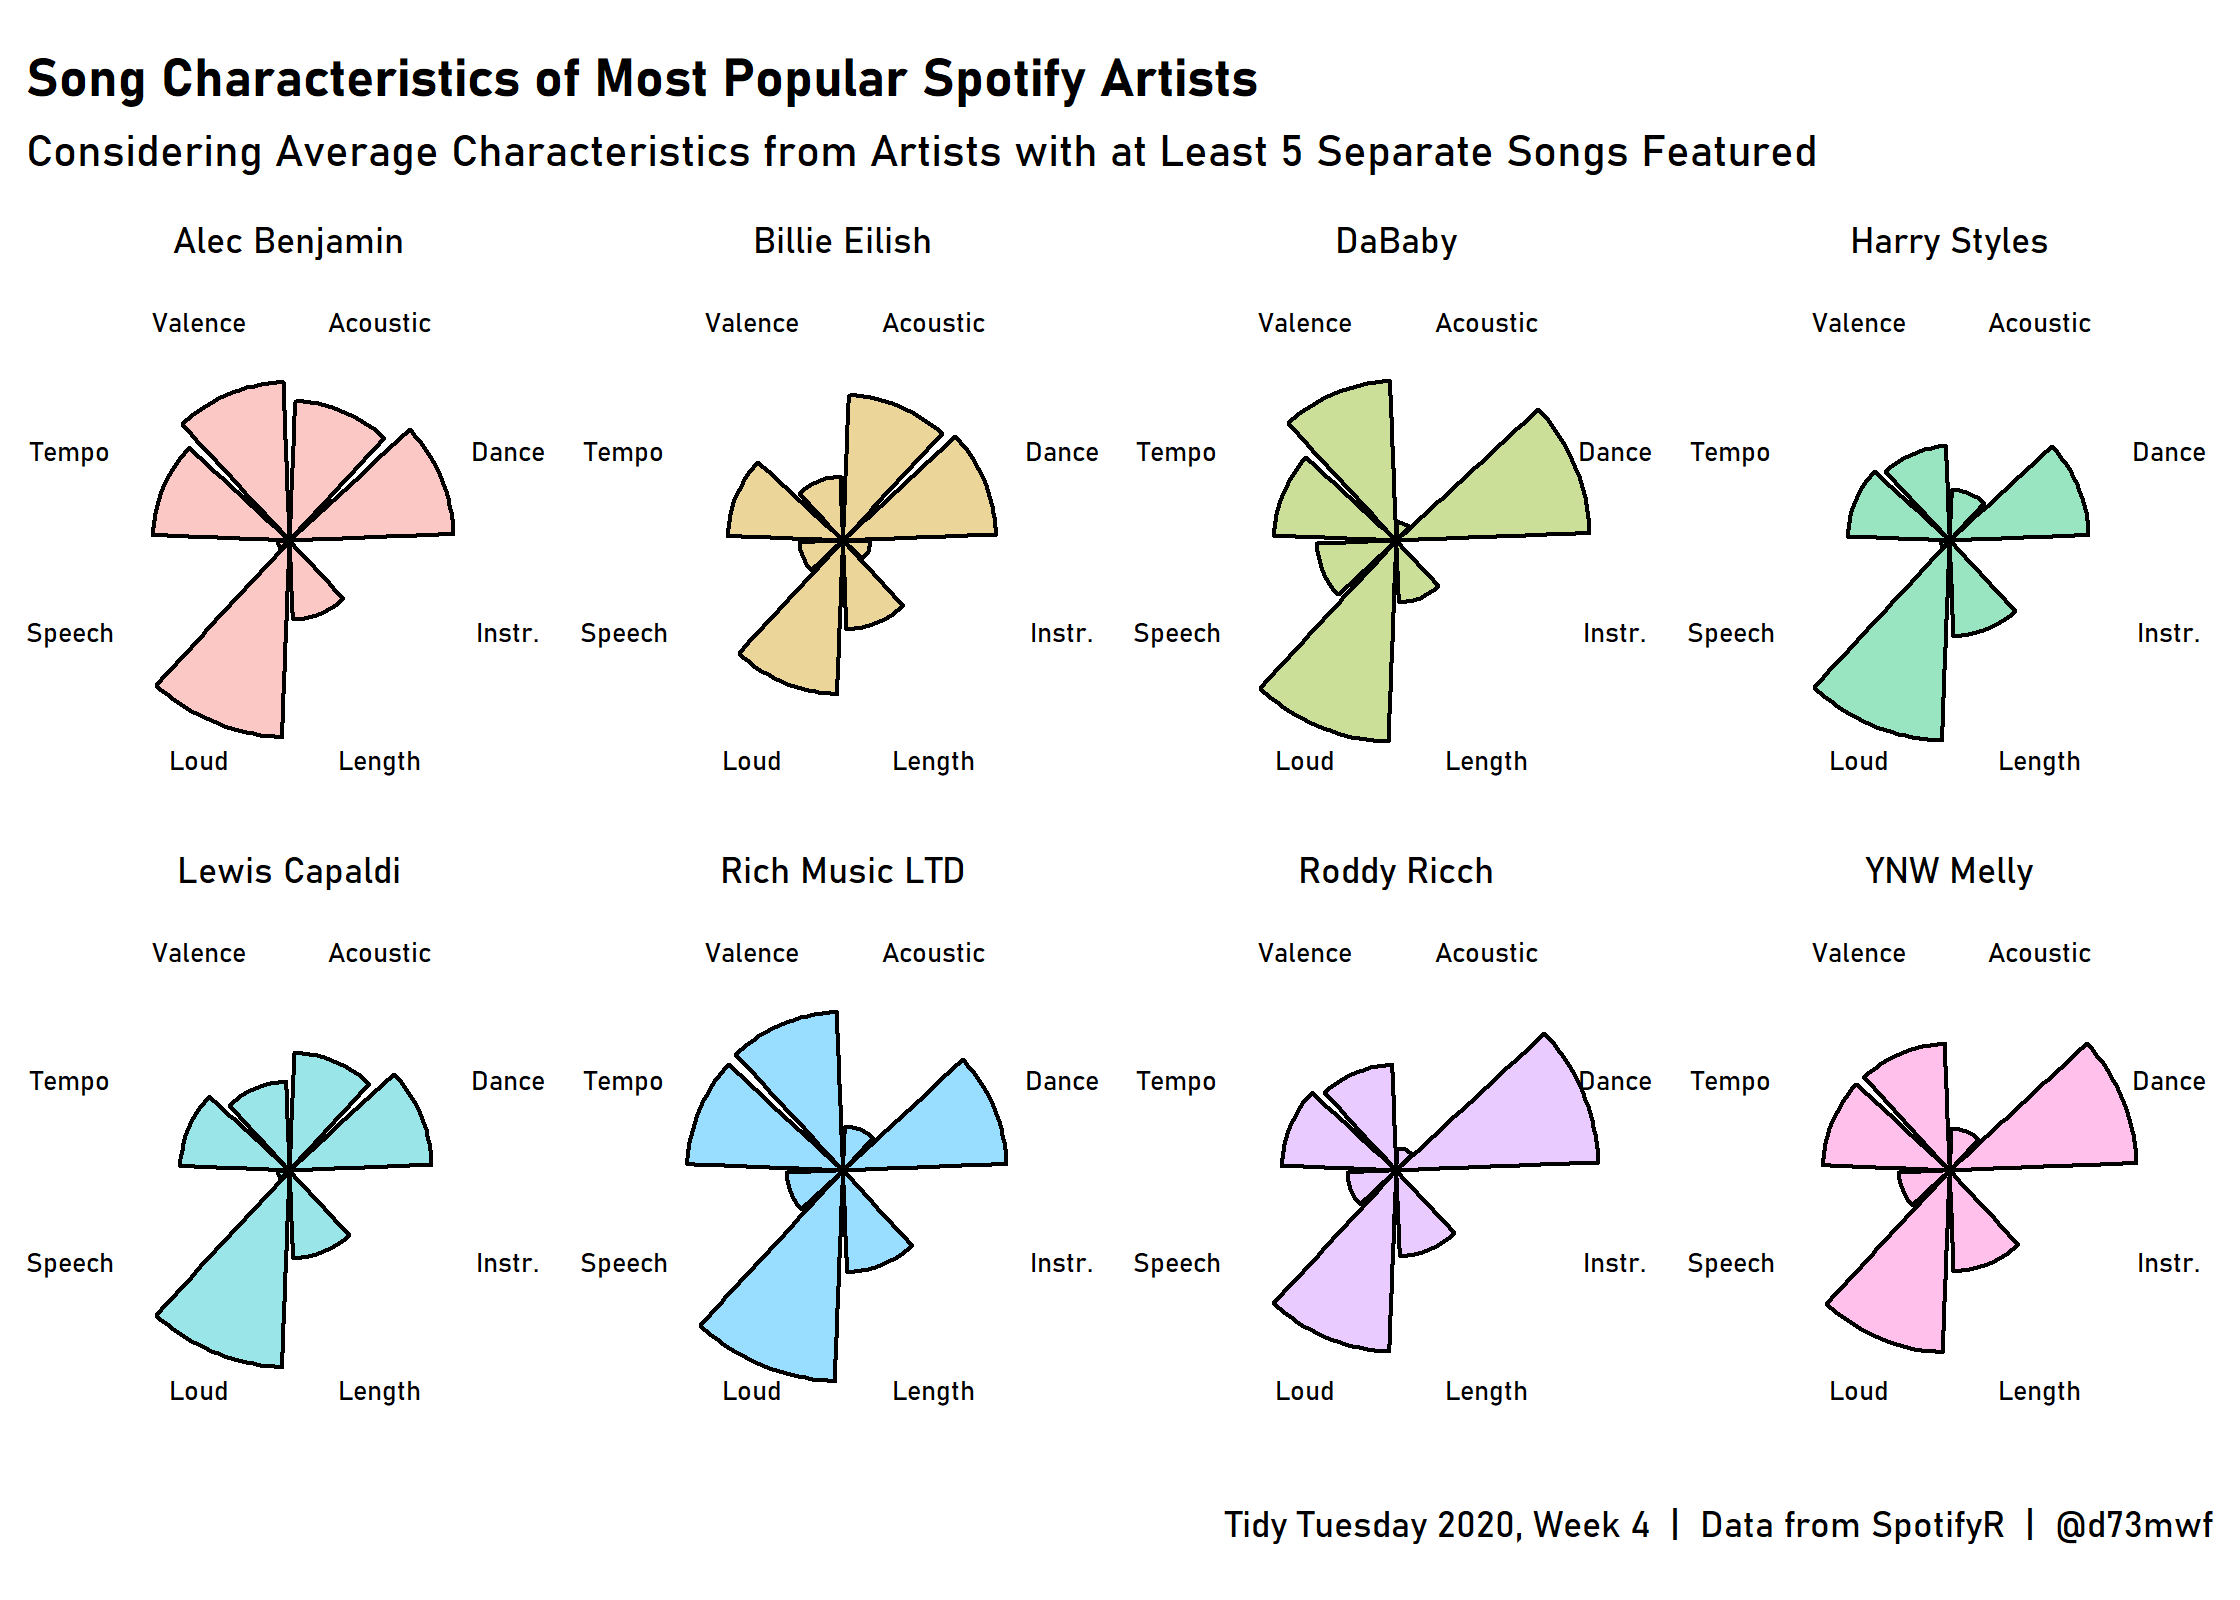 Song Characteristics of Most Popular Spotify Artists
Considering Average Characteristics from Artists with at Least 5 Separate Songs Featured
Alec Benjamin
Valence Acoustic
Tempo Dance
Speech Instr.
Loud Length
Billie Eilish
Valence Acoustic
Tempo Dance
Speech Instr.
Loud Length
DaBaby
Valence Acoustic
Tempo Dance
Speech Instr.
Loud Length
Harry Styles
Valence Acoustic
Tempo Dance
Speech Instr.
Loud Length
Lewis Capaldi
Valence Acoustic
Tempo Dance
Speech Instr.
Loud Length
Rich Music LTD
Valence Acoustic
Tempo Dance
Speech Instr.
Loud Length
Roddy Ricch
Valence Acoustic
Tempo Dance
Speech Instr.
Loud Length
YNW Melly
Valence Acoustic
Tempo Dance
Speech Instr.
Loud Length
Tidy Tuesday 2020, Week 4 | Data from SpotifyR | @d73mwf